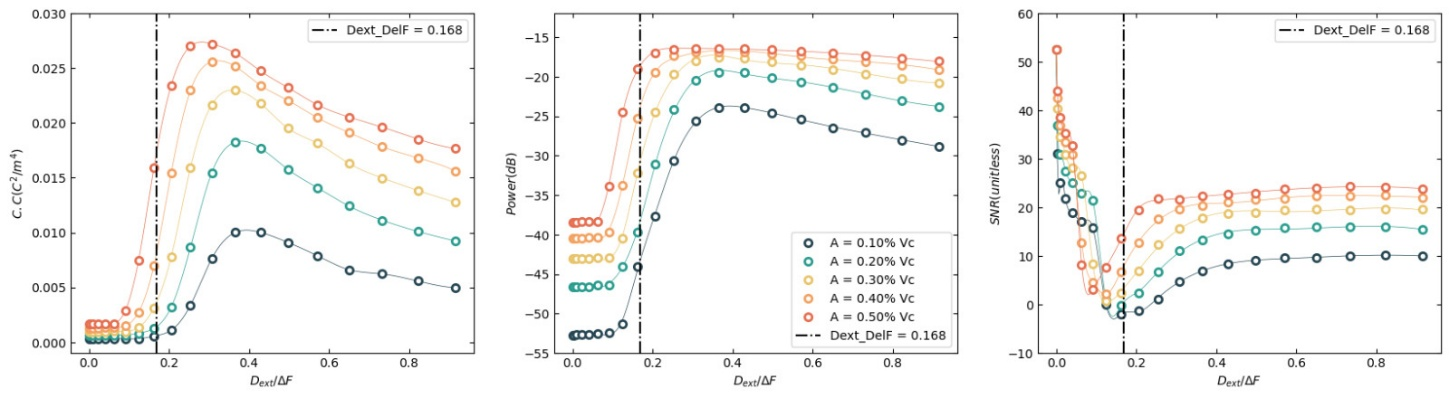 0.030
0.025
0.020
0.015
0.010
0.005
0.000
C. C(C²/m⁴)
Dext_DelF = 0.168
0.0 0.2 0.4 0.6 0.8
D_ext/ΔF
−15
−20
−25
−30
−35
−40
−45
−50
−55
Power(dB)
A = 0.10% Vc
A = 0.20% Vc
A = 0.30% Vc
A = 0.40% Vc
A = 0.50% Vc
Dext_DelF = 0.168
0.0 0.2 0.4 0.6 0.8
D_ext/ΔF
60
50
40
30
20
10
0
−10
SNR(unitless)
Dext_DelF = 0.168
0.0 0.2 0.4 0.6 0.8
D_ext/ΔF